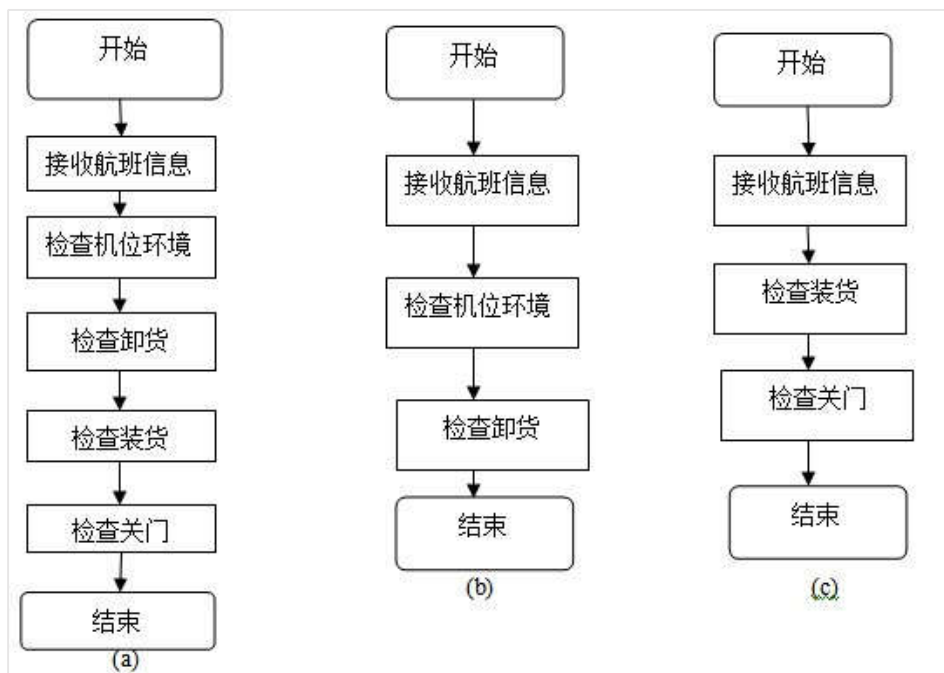 开始
接收航班信息
检查机位环境
检查卸货
检查装货
检查关门
结束
(a)
开始
接收航班信息
检查机位环境
检查卸货
结束
(b)
开始
接收航班信息
检查装货
检查关门
结束
(c)